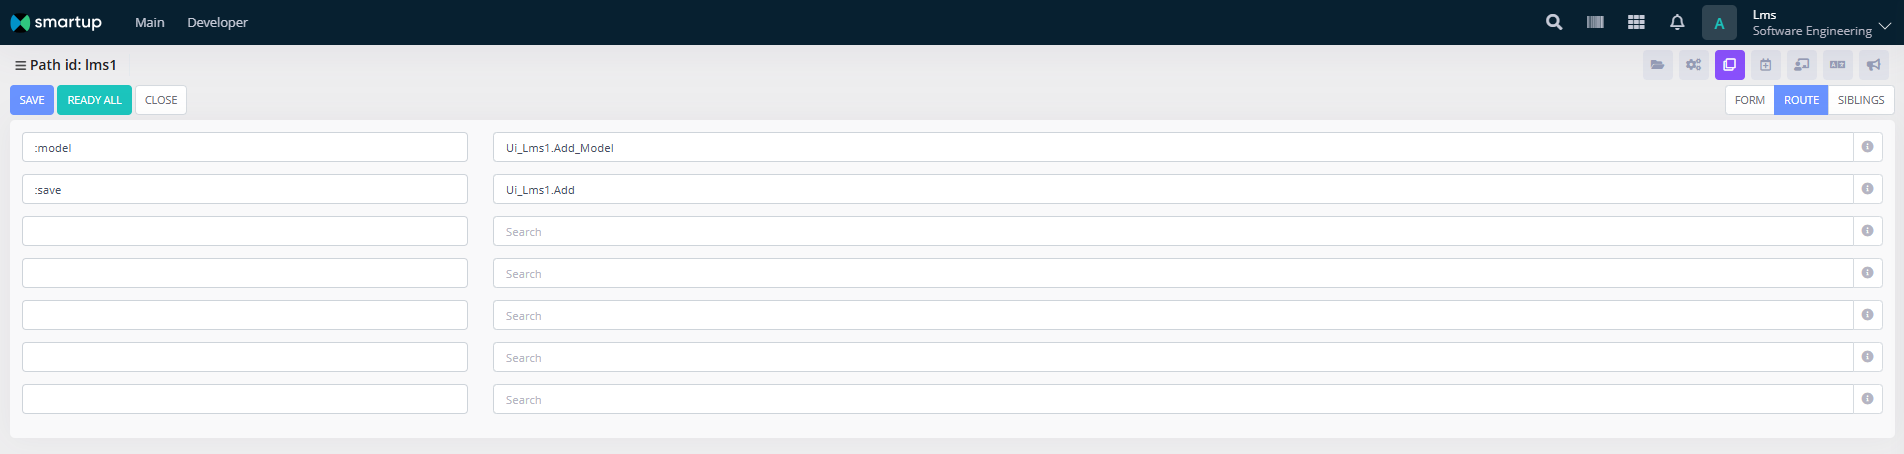 smartup Main Developer A Lms
Software Engineering
Path id: lms1
SAVE READY ALL CLOSE FORM ROUTE SIBLINGS
:model Ui_Lms1.Add_Model
:save Ui_Lms1.Add
Search
Search
Search
Search
Search